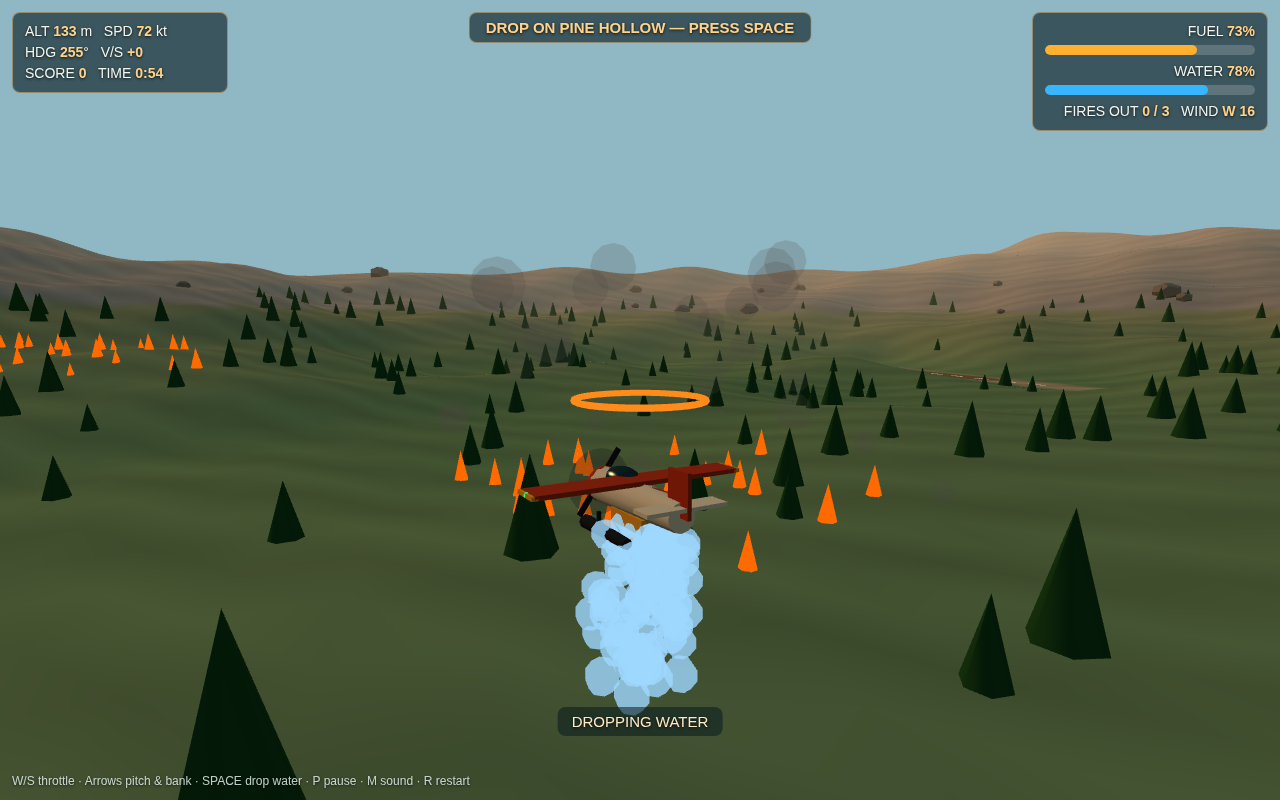 ALT 133 m SPD 72 kt
HDG 255° V/S +0
SCORE 0 TIME 0:54
DROP ON PINE HOLLOW — PRESS SPACE
FUEL 73%
WATER 78%
FIRES OUT 0 / 3 WIND W 16
DROPPING WATER
W/S throttle · Arrows pitch & bank · SPACE drop water · P pause · M sound · R restart